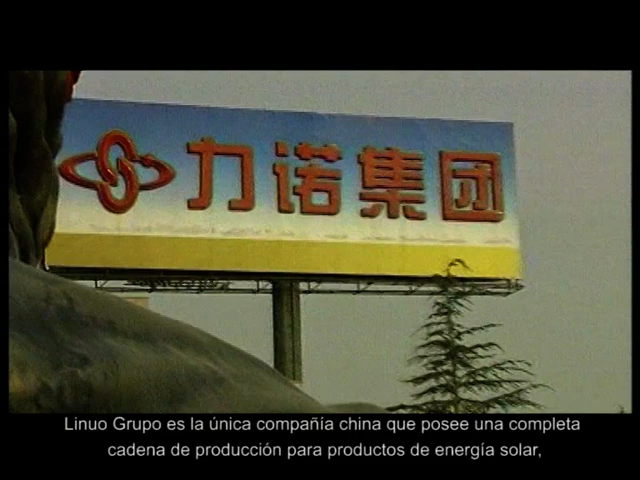 力诺集团
Linuo Grupo es la única compañía china que posee una completa
cadena de producción para productos de energía solar,